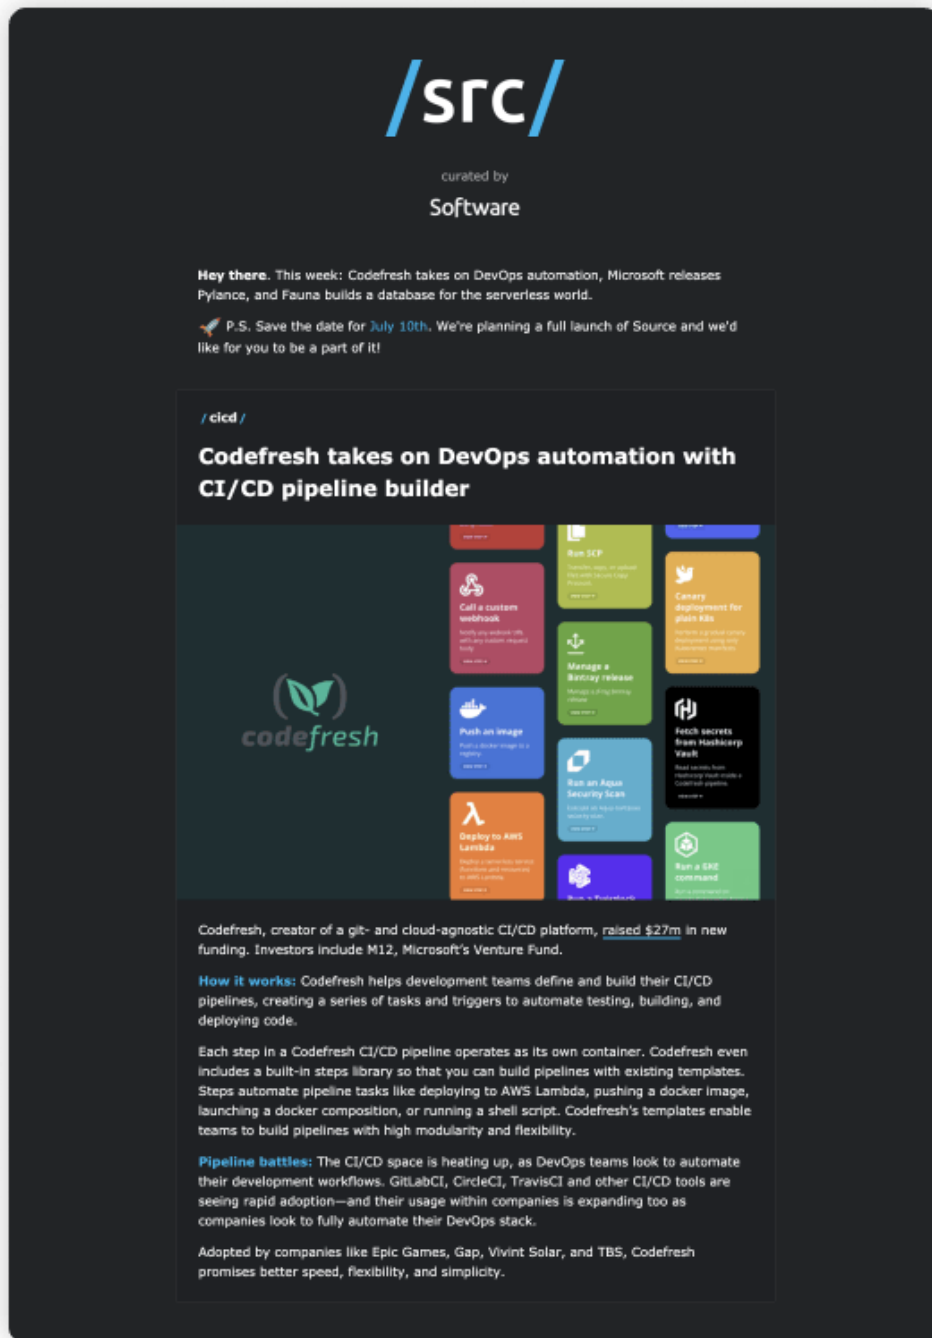 /src/
curated by
Software
Hey there. This week: Codefresh takes on DevOps automation, Microsoft releases
Pylance, and Fauna builds a database for the serverless world.
🚀 P.S. Save the date for July 10th. We're planning a full launch of Source and we'd
like for you to be a part of it!
/cicd/
Codefresh takes on DevOps automation with
CI/CD pipeline builder
codefresh
Call a custom
webhook
Push an image
Push a docker image to a
registry.
Deploy to AWS
Lambda
Run SCP
Manage a
Bintray release
Run an Aqua
Security Scan
Canary
deployment for
plain K8s
Fetch secrets
from Hashicorp
Vault
Read secrets from
Hashicorp Vault inside a
Codefresh pipeline.
Run a GKE
command
Codefresh, creator of a git- and cloud-agnostic CI/CD platform, raised $27m in new
funding. Investors include M12, Microsoft's Venture Fund.
How it works: Codefresh helps development teams define and build their CI/CD
pipelines, creating a series of tasks and triggers to automate testing, building, and
deploying code.
Each step in a Codefresh CI/CD pipeline operates as its own container. Codefresh even
includes a built-in steps library so that you can build pipelines with existing templates.
Steps automate pipeline tasks like deploying to AWS Lambda, pushing a docker image,
launching a docker composition, or running a shell script. Codefresh's templates enable
teams to build pipelines with high modularity and flexibility.
Pipeline battles: The CI/CD space is heating up, as DevOps teams look to automate
their development workflows. GitLabCI, CircleCI, TravisCI and other CI/CD tools are
seeing rapid adoption—and their usage within companies is expanding too as
companies look to fully automate their DevOps stack.
Adopted by companies like Epic Games, Gap, Vivint Solar, and TBS, Codefresh
promises better speed, flexibility, and simplicity.